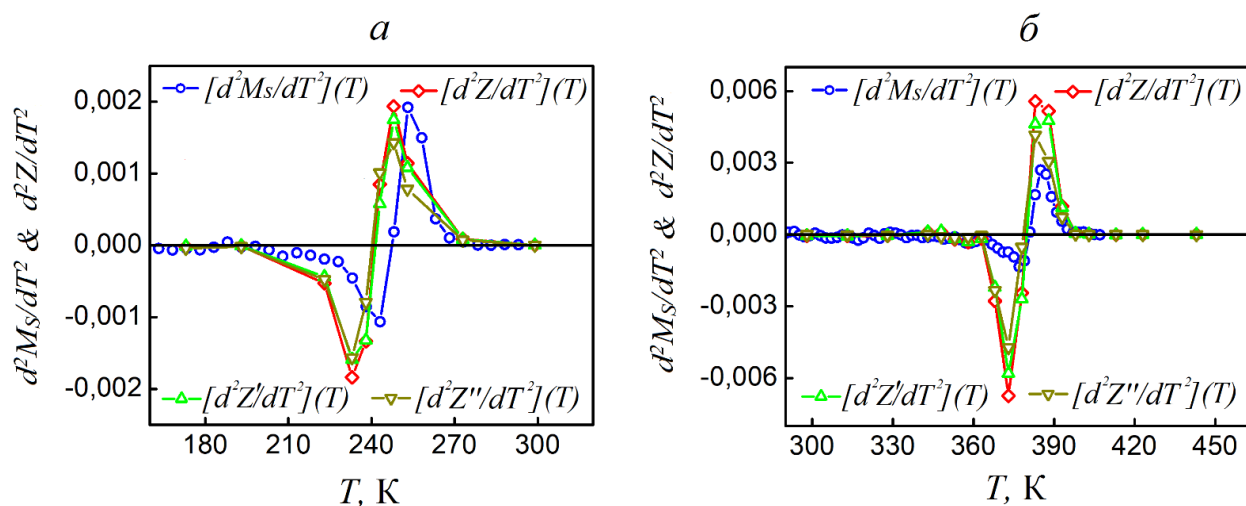 а
[d²Ms/dT²](T) [d²Z/dT²](T)
0,002
0,001
0,000
-0,001
-0,002
d²Ms/dT² & d²Z/dT²
[d²Z'/dT²](T) [d²Z''/dT²](T)
180 210 240 270 300
T, К
б
[d²Ms/dT²](T) [d²Z/dT²](T)
0,006
0,003
0,000
-0,003
-0,006
d²Ms/dT² & d²Z/dT²
[d²Z'/dT²](T) [d²Z''/dT²](T)
300 330 360 390 420 450
T, К